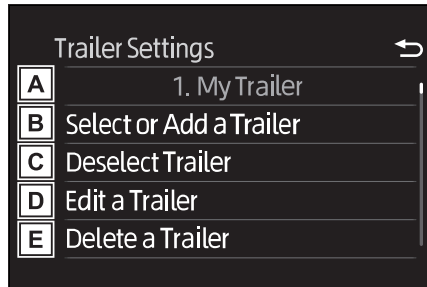 Trailer Settings
A 1. My Trailer
B Select or Add a Trailer
C Deselect Trailer
D Edit a Trailer
E Delete a Trailer